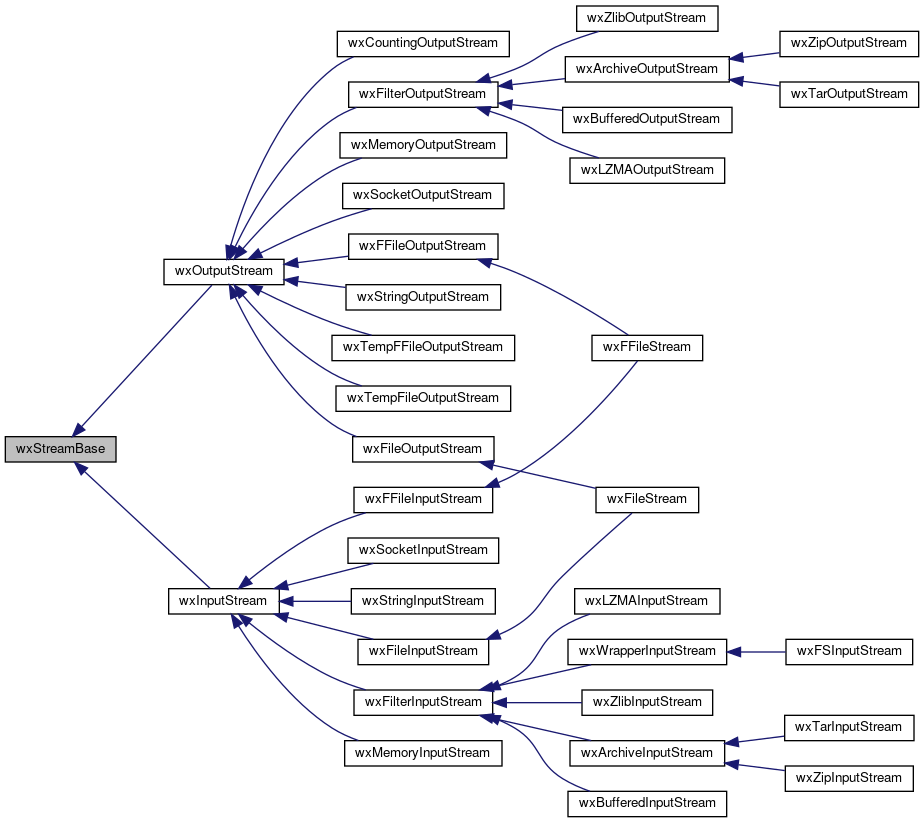 wxStreamBase
wxOutputStream
wxCountingOutputStream
wxFilterOutputStream
wxZlibOutputStream
wxArchiveOutputStream
wxZipOutputStream
wxTarOutputStream
wxBufferedOutputStream
wxLZMAOutputStream
wxMemoryOutputStream
wxSocketOutputStream
wxFFileOutputStream
wxFFileStream
wxStringOutputStream
wxTempFFileOutputStream
wxTempFileOutputStream
wxFileOutputStream
wxFileStream
wxInputStream
wxFFileInputStream
wxSocketInputStream
wxStringInputStream
wxFileInputStream
wxFilterInputStream
wxLZMAInputStream
wxWrapperInputStream
wxFSInputStream
wxZlibInputStream
wxArchiveInputStream
wxTarInputStream
wxZipInputStream
wxBufferedInputStream
wxMemoryInputStream